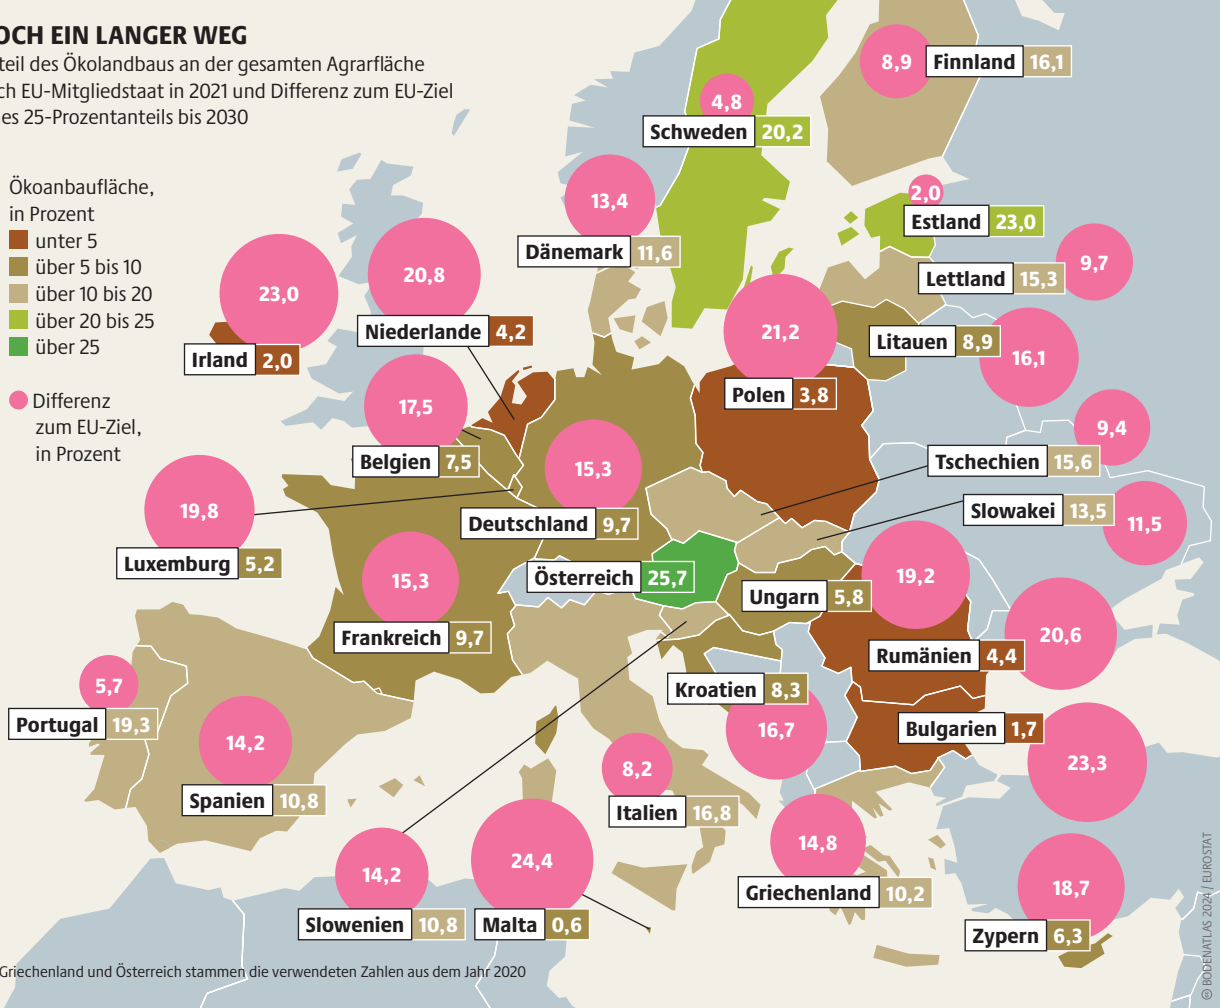 OCH EIN LANGER WEG
teil des Ökolandbaus an der gesamten Agrarfläche
ch EU-Mitgliedstaat in 2021 und Differenz zum EU-Ziel
es 25-Prozentanteils bis 2030
Ökoanbaufläche,
in Prozent
unter 5
über 5 bis 10
über 10 bis 20
über 20 bis 25
über 25
Differenz
zum EU-Ziel,
in Prozent
8,9
Finnland 16,1
4,8
Schweden 20,2
13,4
Dänemark 11,6
2,0
Estland 23,0
9,7
Lettland 15,3
23,0
Irland 2,0
20,8
Niederlande 4,2
21,2
Polen 3,8
16,1
Litauen 8,9
17,5
Belgien 7,5
15,3
Deutschland 9,7
9,4
Tschechien 15,6
11,5
Slowakei 13,5
19,8
Luxemburg 5,2
15,3
Frankreich 9,7
Österreich 25,7
Ungarn 5,8
19,2
Rumänien 4,4
20,6
5,7
Portugal 19,3
14,2
Spanien 10,8
Kroatien 8,3
16,7
Bulgarien 1,7
23,3
8,2
Italien 16,8
14,2
Slowenien 10,8
24,4
Malta 0,6
14,8
Griechenland 10,2
18,7
Zypern 6,3
Griechenland und Österreich stammen die verwendeten Zahlen aus dem Jahr 2020
© BODENATLAS 2024 / EUROSTAT